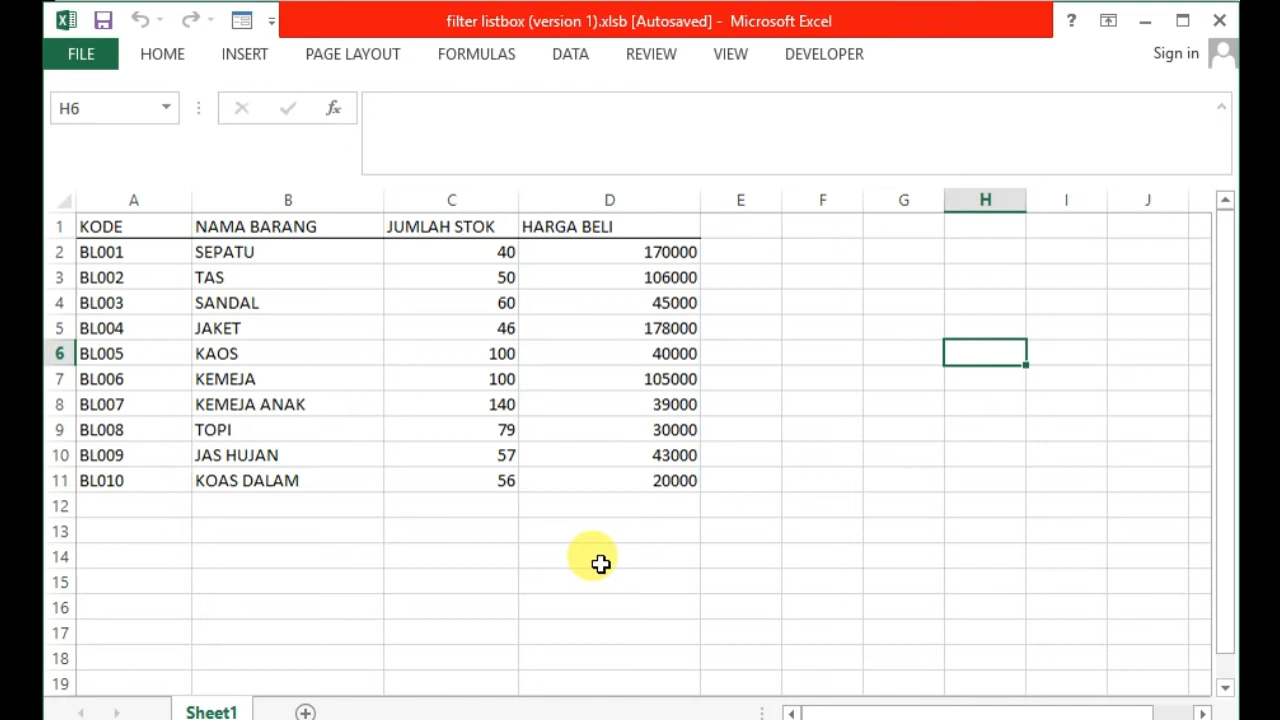 filter listbox (version 1).xlsb [Autosaved] - Microsoft Excel ?
FILE HOME INSERT PAGE LAYOUT FORMULAS DATA REVIEW VIEW DEVELOPER Sign in
H6 fx
A B C D E F G H I J
1 KODE NAMA BARANG JUMLAH STOK HARGA BELI
2 BL001 SEPATU 40 170000
3 BL002 TAS 50 106000
4 BL003 SANDAL 60 45000
5 BL004 JAKET 46 178000
6 BL005 KAOS 100 40000
7 BL006 KEMEJA 100 105000
8 BL007 KEMEJA ANAK 140 39000
9 BL008 TOPI 79 30000
10 BL009 JAS HUJAN 57 43000
11 BL010 KOAS DALAM 56 20000
12
13
14
15
16
17
18
19
Sheet1